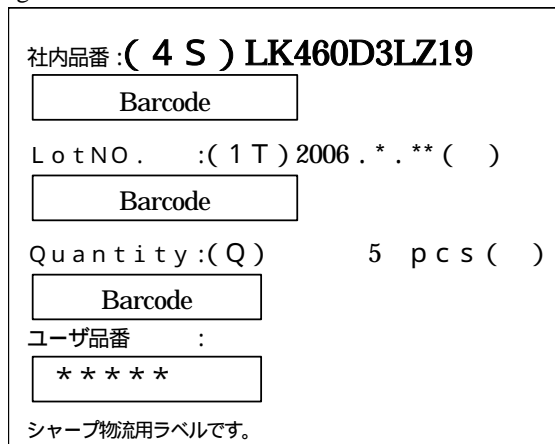 社内品番:(４Ｓ)LK460D3LZ19
Barcode
ＬｏｔNO. :(１Ｔ)2006.*.**( )
Barcode
Ｑｕａｎｔｉｔｙ:(Ｑ) 5 ｐｃｓ( )
Barcode
ユーザ品番 :
＊＊＊＊＊
シャープ物流用ラベルです。